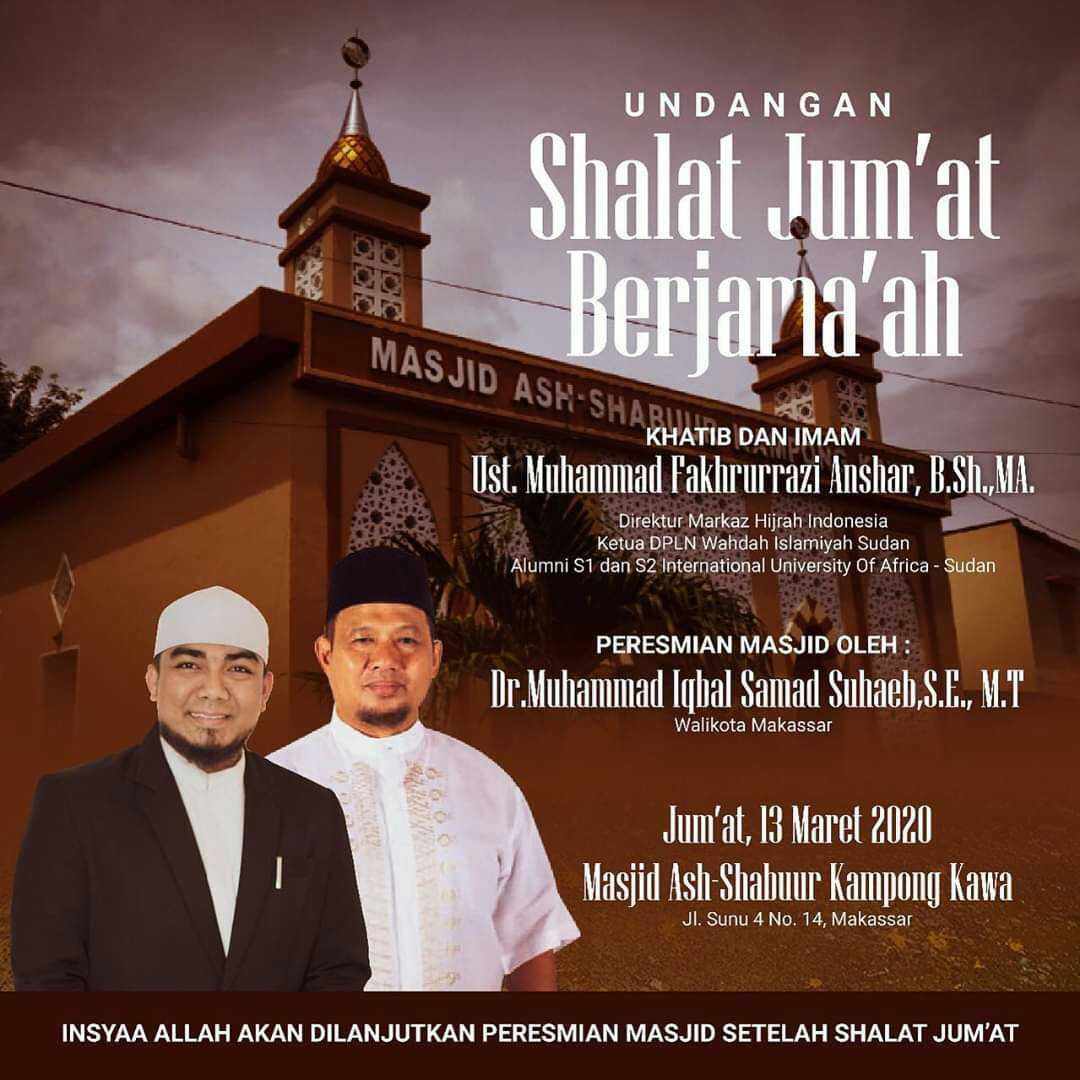 UNDANGAN
Shalat Jum'at
Berjama'ah
MASJID ASH-SHABUUR KAMPONG
KHATIB DAN IMAM
Ust. Muhammad Fakhrurrazi Anshar, B.Sh.,MA.
Direktur Markaz Hijrah Indonesia
Ketua DPLN Wahdah Islamiyah Sudan
Alumni S1 dan S2 International University Of Africa - Sudan
PERESMIAN MASJID OLEH :
Dr.Muhammad Iqbal Samad Suhaeb,S.E., M.T
Walikota Makassar
Jum'at, 13 Maret 2020
Masjid Ash-Shabuur Kampong Kawa
Jl. Sunu 4 No. 14, Makassar
INSYAA ALLAH AKAN DILANJUTKAN PERESMIAN MASJID SETELAH SHALAT JUM'AT